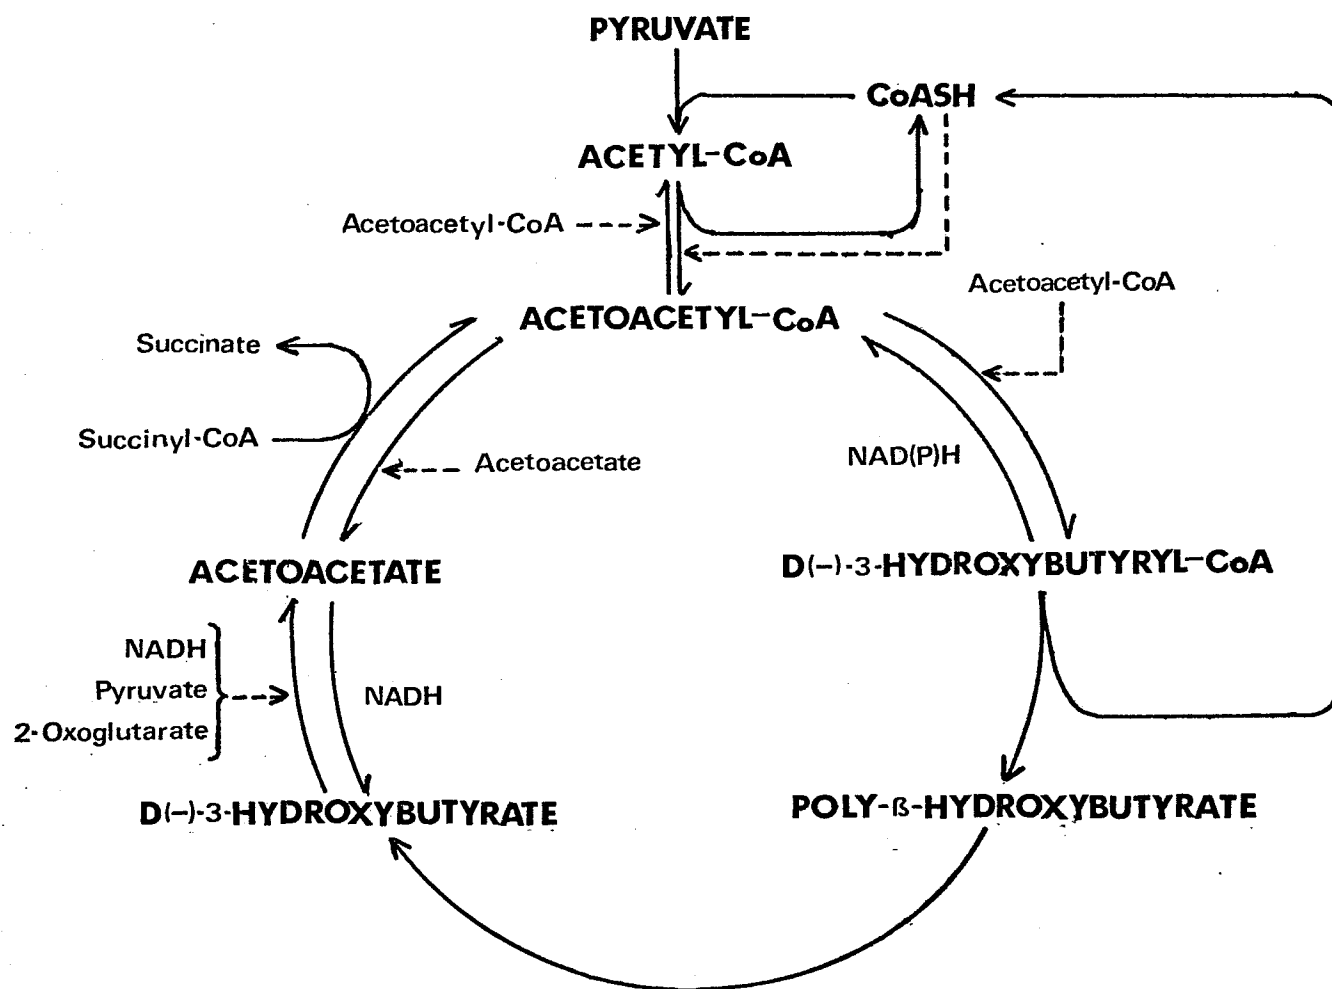 PYRUVATE
CoASH
ACETYL-CoA
Acetoacetyl-CoA
Acetoacetyl-CoA
ACETOACETYL-CoA
Succinate
Succinyl-CoA
Acetoacetate
NAD(P)H
ACETOACETATE
D(-)-3-HYDROXYBUTYRYL-CoA
NADH
Pyruvate
2-Oxoglutarate
NADH
D(-)-3-HYDROXYBUTYRATE
POLY-ß-HYDROXYBUTYRATE